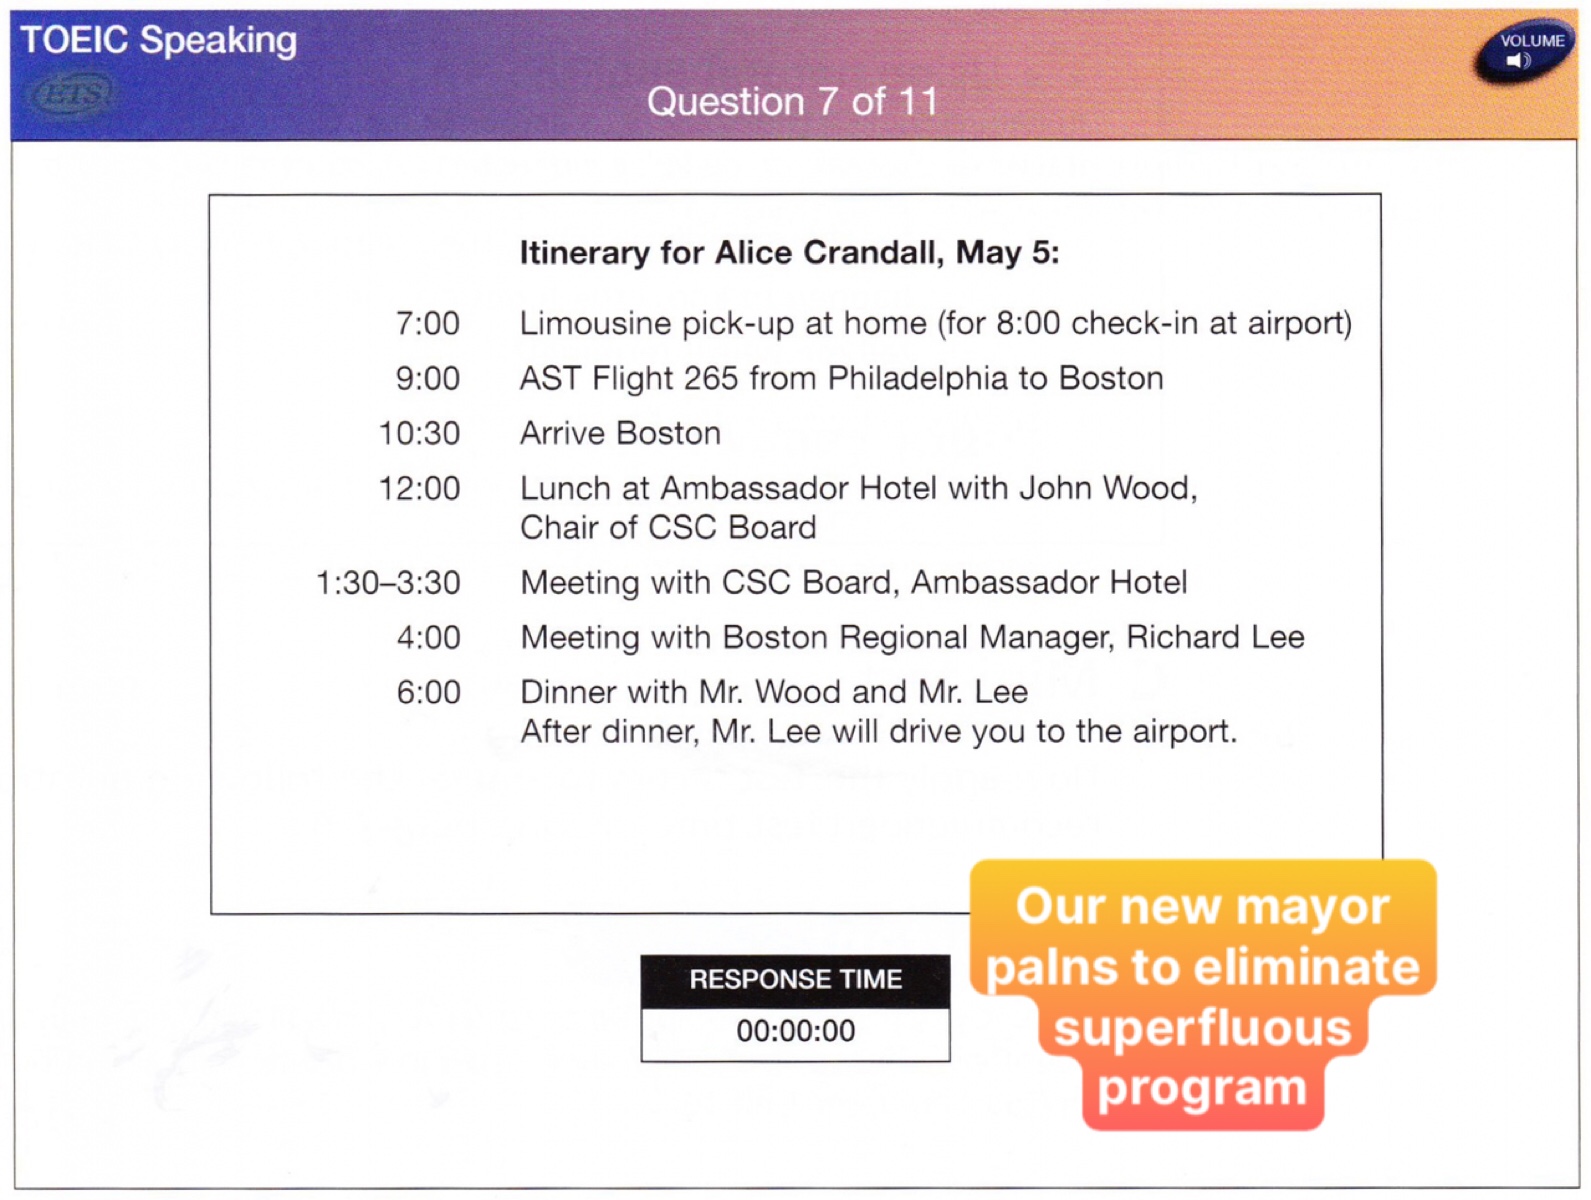 TOEIC Speaking
ETS
VOLUME
Question 7 of 11
Itinerary for Alice Crandall, May 5:
7:00 Limousine pick-up at home (for 8:00 check-in at airport)
9:00 AST Flight 265 from Philadelphia to Boston
10:30 Arrive Boston
12:00 Lunch at Ambassador Hotel with John Wood,
Chair of CSC Board
1:30–3:30 Meeting with CSC Board, Ambassador Hotel
4:00 Meeting with Boston Regional Manager, Richard Lee
6:00 Dinner with Mr. Wood and Mr. Lee
After dinner, Mr. Lee will drive you to the airport.
RESPONSE TIME
00:00:00
Our new mayor
palns to eliminate
superfluous
program